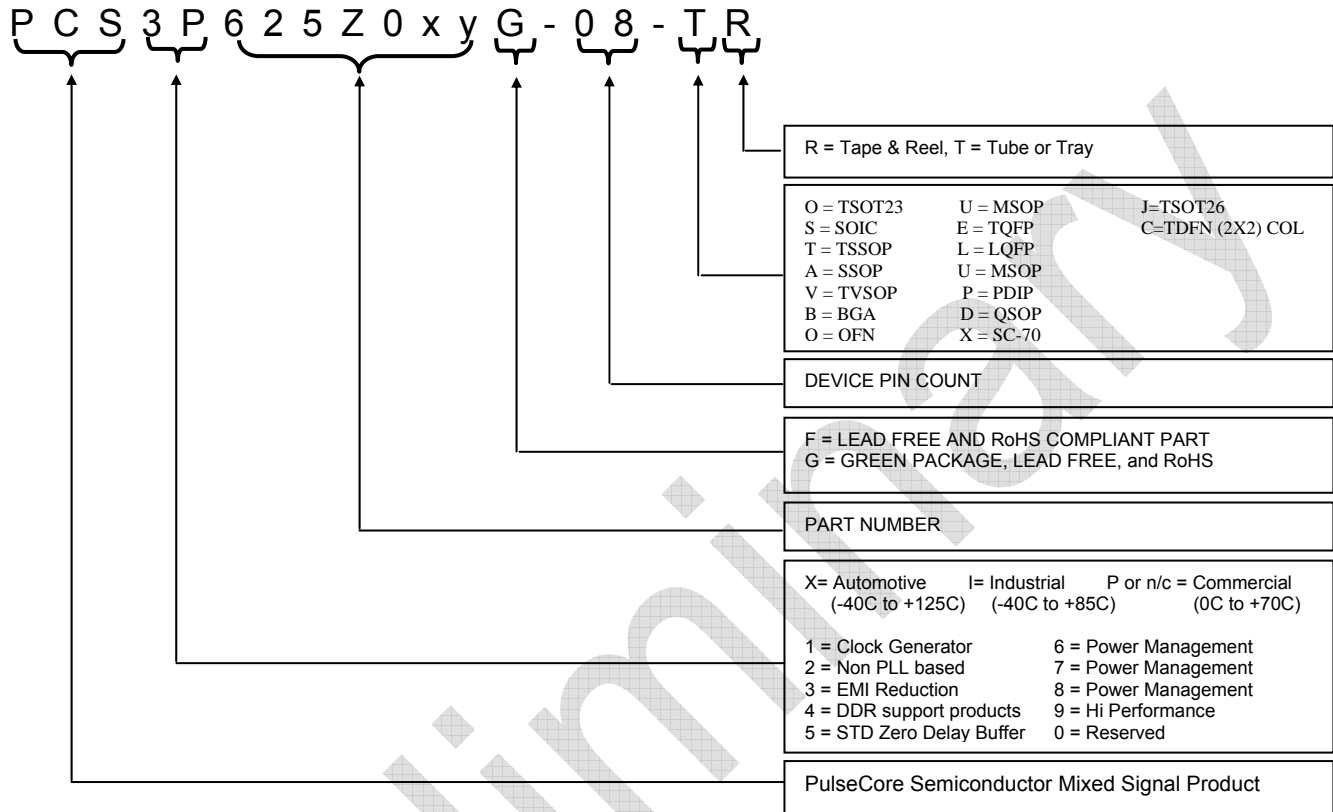 P C S 3 P 6 2 5 Z 0 x y G - 0 8 - T R
R = Tape & Reel, T = Tube or Tray
O = TSOT23 U = MSOP J=TSOT26
S = SOIC E = TQFP C=TDFN (2X2) COL
T = TSSOP L = LQFP
A = SSOP U = MSOP
V = TVSOP P = PDIP
B = BGA D = QSOP
O = OFN X = SC-70
DEVICE PIN COUNT
F = LEAD FREE AND RoHS COMPLIANT PART
G = GREEN PACKAGE, LEAD FREE, and RoHS
PART NUMBER
X= Automotive I= Industrial P or n/c = Commercial
(-40C to +125C) (-40C to +85C) (0C to +70C)
1 = Clock Generator 6 = Power Management
2 = Non PLL based 7 = Power Management
3 = EMI Reduction 8 = Power Management
4 = DDR support products 9 = Hi Performance
5 = STD Zero Delay Buffer 0 = Reserved
PulseCore Semiconductor Mixed Signal Product
liminary